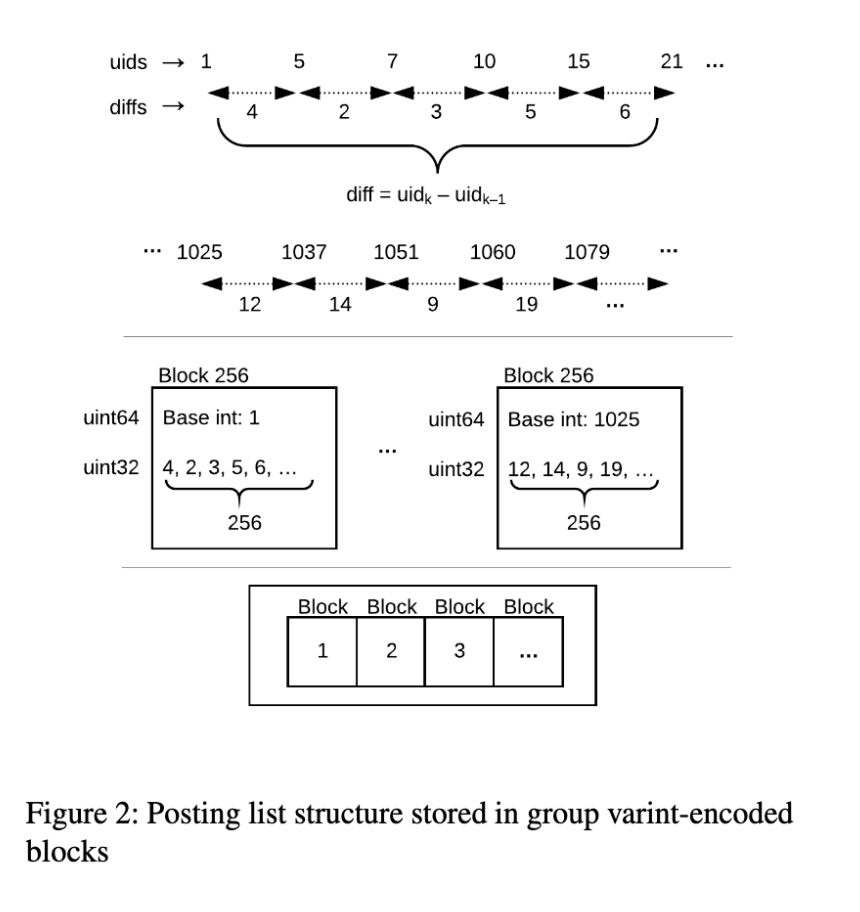 uids → 1 5 7 10 15 21 ...
diffs → 4 2 3 5 6
diff = uidₖ – uidₖ₋₁
... 1025 1037 1051 1060 1079 ...
12 14 9 19 ...
Block 256 Block 256
uint64 Base int: 1 uint64 Base int: 1025
...
uint32 4, 2, 3, 5, 6, ... uint32 12, 14, 9, 19, ...
256 256
Block Block Block Block
1 2 3 ...
Figure 2: Posting list structure stored in group varint-encoded
blocks